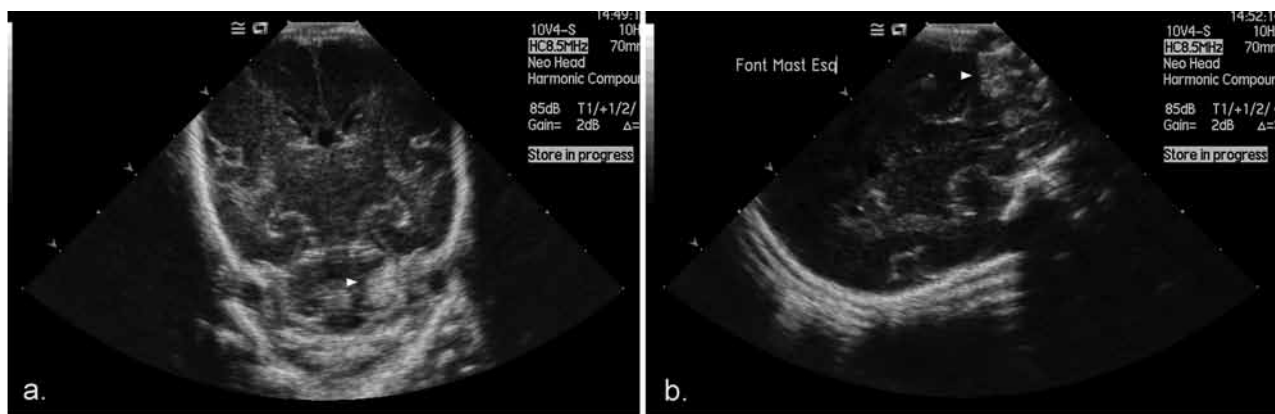 14:49:1
10V4-S 10H
HC8.5MHz 70mm
Neo Head
Harmonic Compour
85dB T1/+1/2/
Gain= 2dB Δ=
Store in progress
a.
14:52:1
10V4-S 10H
HC8.5MHz 70mm
Neo Head
Harmonic Compour
85dB T1/+1/2/
Gain= 2dB Δ=
Store in progress
Font Mast Esq
b.